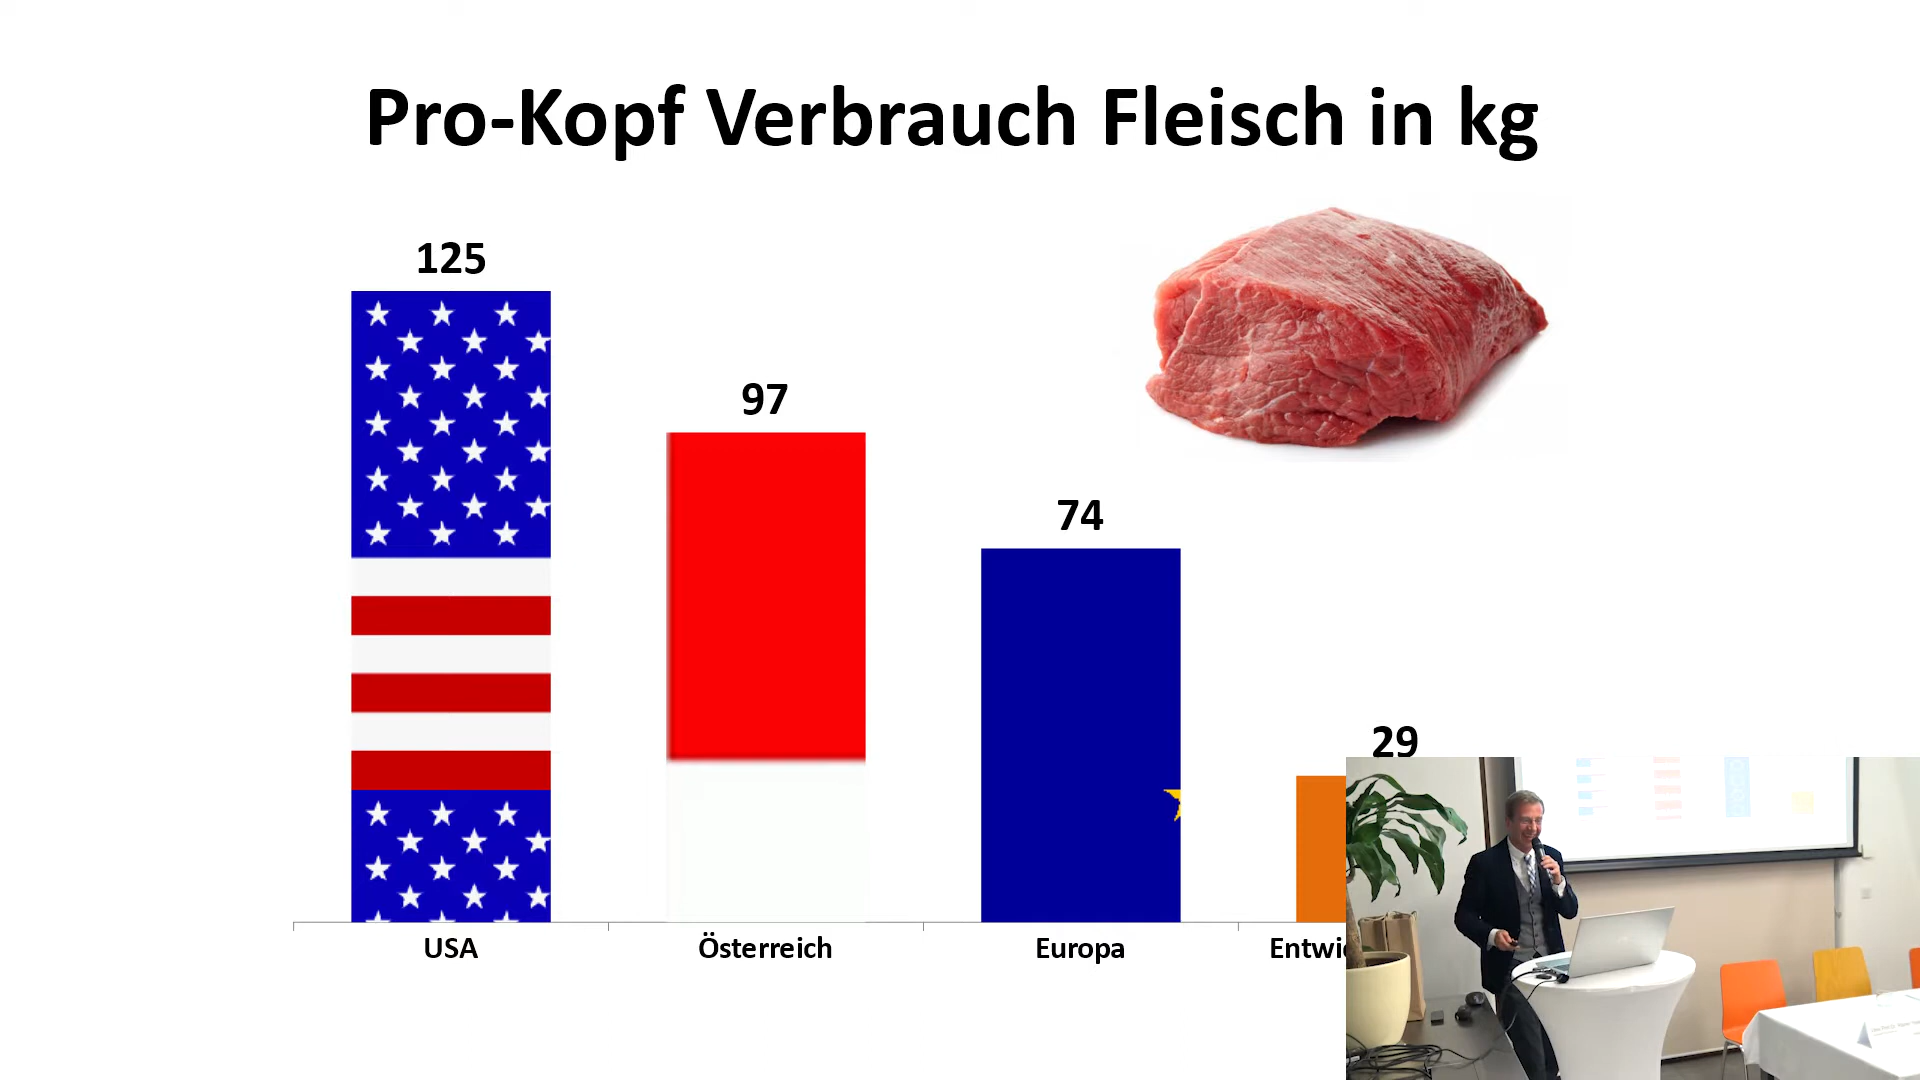 Pro-Kopf Verbrauch Fleisch in kg
125
97
74
29
USA
Österreich
Europa